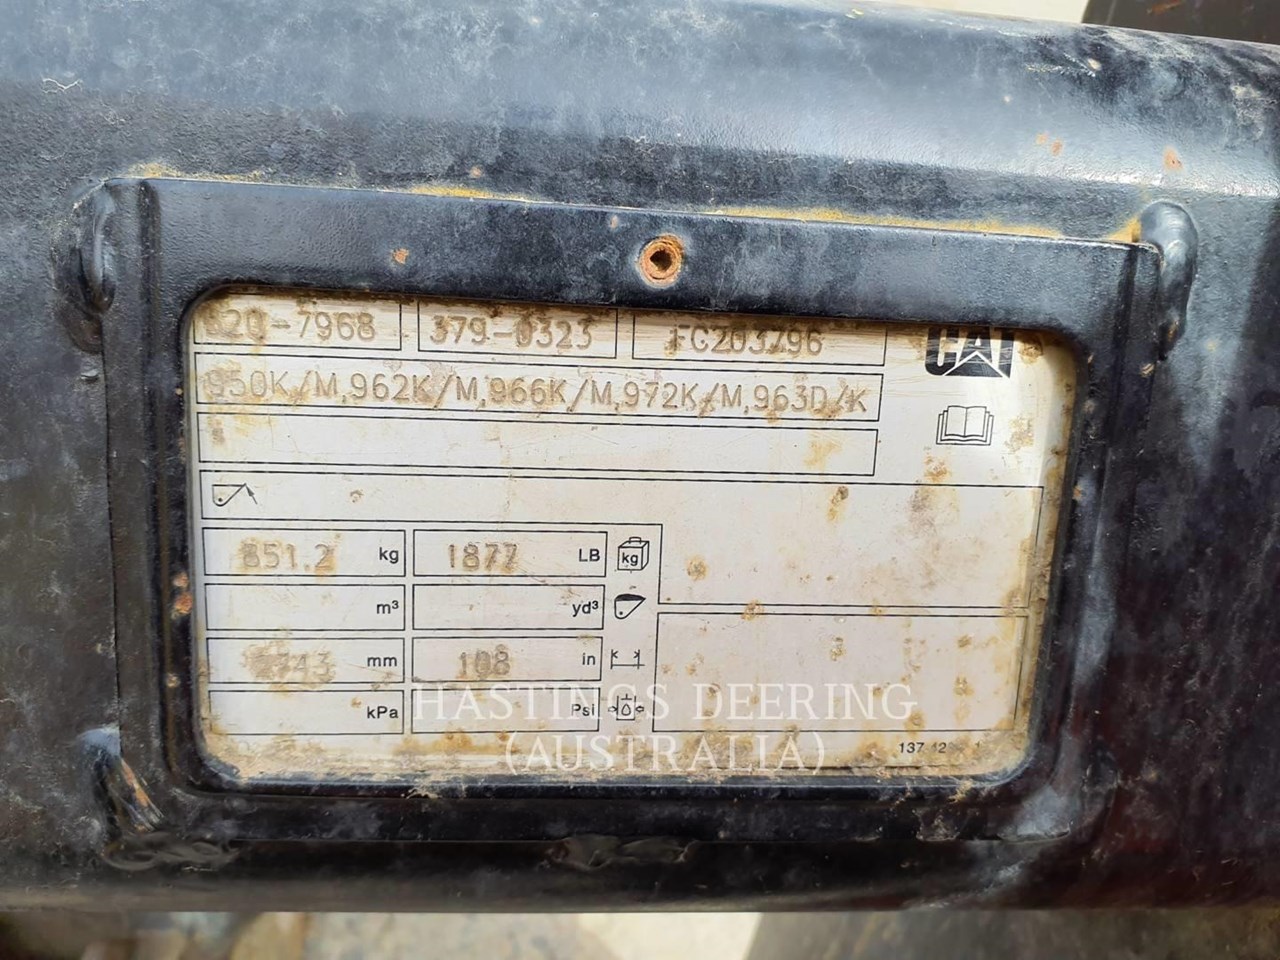 520-7968 379-0323 FC203796 CAT
950K/M,962K/M,966K/M,972K/M,963D/K
851.2 kg 1877 LB kg
m³ yd³
2743 mm 108 in
kPa Psi
HASTINGS DEERING
(AUSTRALIA)